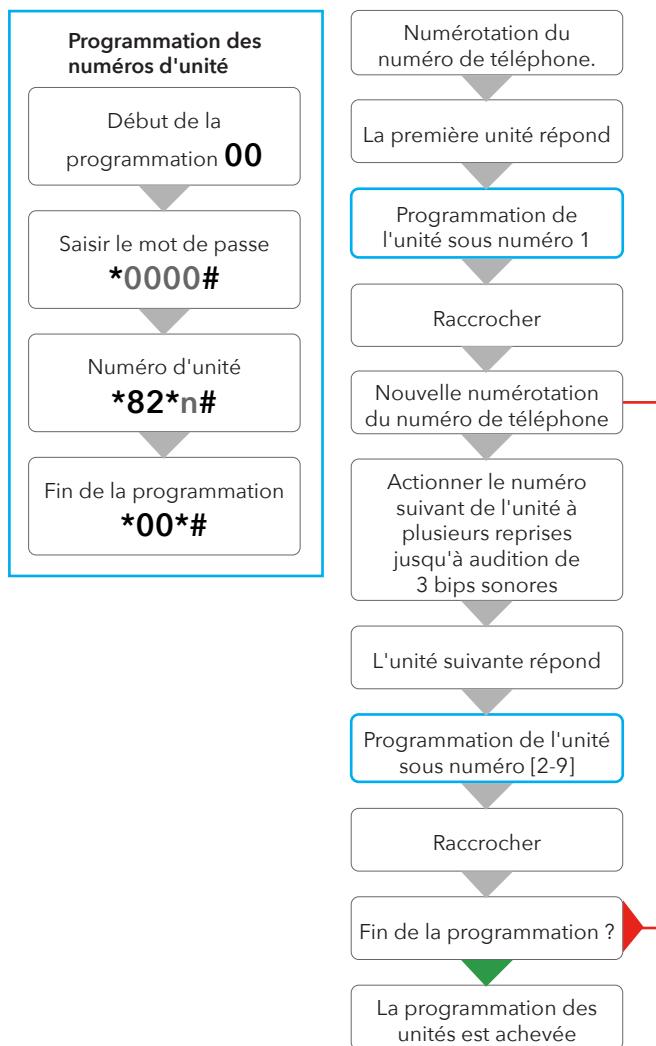 Programmation des
numéros d'unité
Début de la
programmation 00
Saisir le mot de passe
*0000#
Numéro d'unité
*82*n#
Fin de la programmation
*00*#
Numérotation du
numéro de téléphone.
La première unité répond
Programmation de
l'unité sous numéro 1
Raccrocher
Nouvelle numérotation
du numéro de téléphone
Actionner le numéro
suivant de l'unité à
plusieurs reprises
jusqu'à audition de
3 bips sonores
L'unité suivante répond
Programmation de l'unité
sous numéro [2-9]
Raccrocher
Fin de la programmation ?
La programmation des
unités est achevée